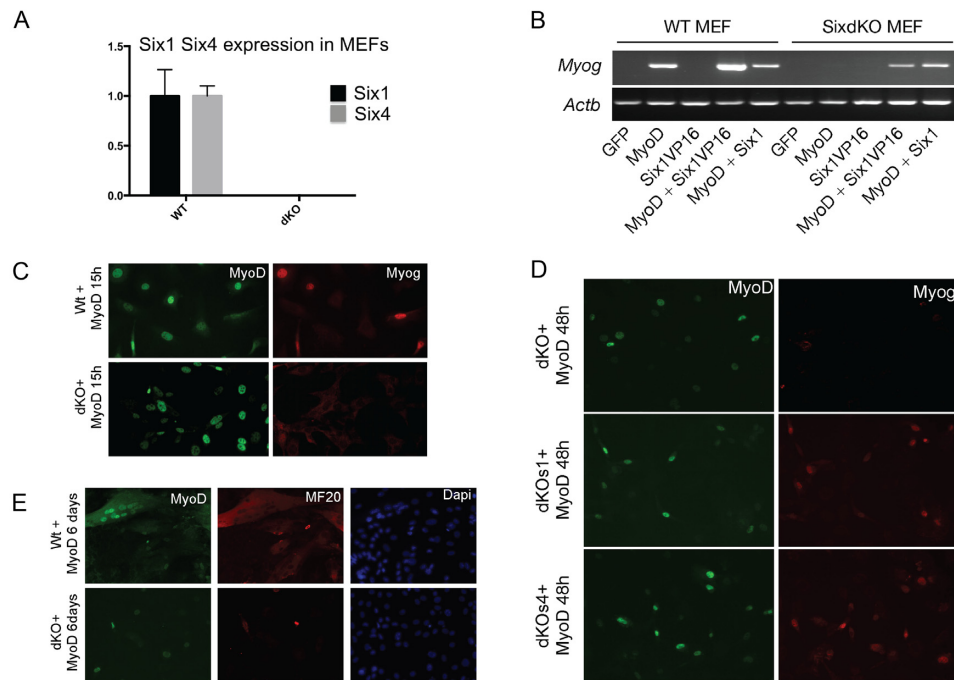 A
Six1 Six4 expression in MEFs
1.5
1.0
0.5
0.0
Six1
Six4
WT
dKO
B
WT MEF
SixdKO MEF
Myog
Actb
GFP
MyoD
Six1VP16
MyoD + Six1VP16
MyoD + Six1
GFP
MyoD
Six1VP16
MyoD + Six1VP16
MyoD + Six1
C
MyoD
Myog
Wt +
MyoD 15h
dKO+
MyoD 15h
D
MyoD
Myog
dKO+
MyoD 48h
dKOs1+
MyoD 48h
dKOs4+
MyoD 48h
E
MyoD
MF20
Dapi
Wt +
MyoD 6 days
dKO+
MyoD 6days